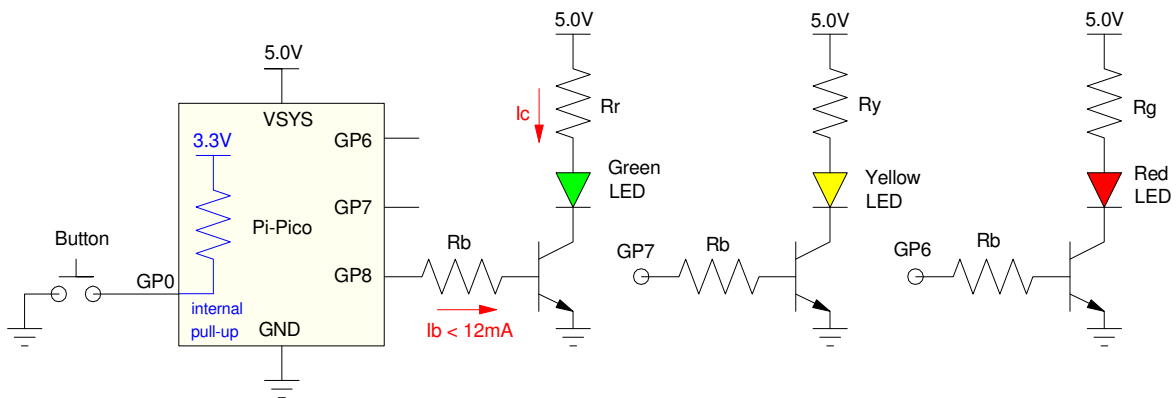 5.0V
VSYS
3.3V
GP6
GP7
Pi-Pico
GP8
Button
GP0
internal
pull-up
GND
Rb
Ib < 12mA
5.0V
Rr
Ic
Green
LED
5.0V
Ry
Yellow
LED
GP7
Rb
5.0V
Rg
Red
LED
GP6
Rb